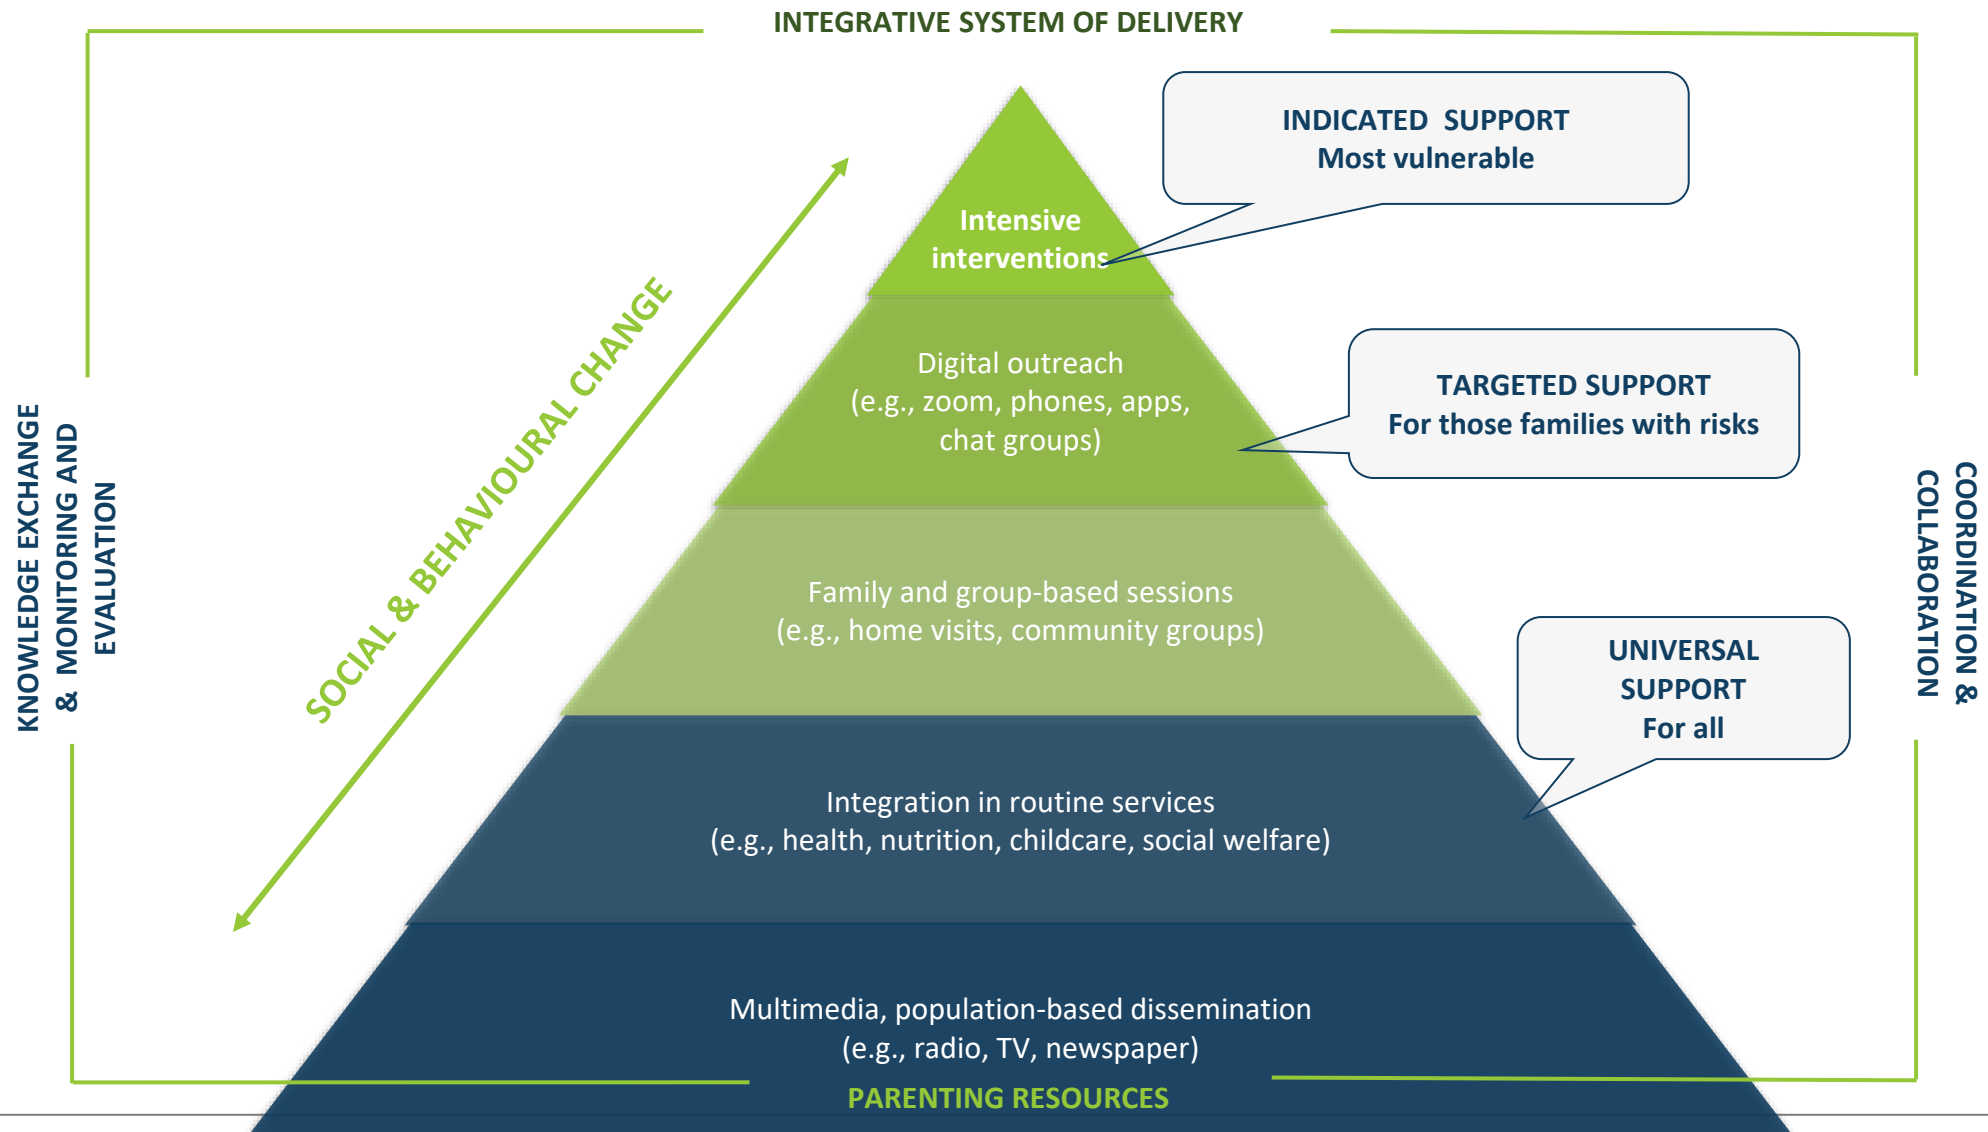 INTEGRATIVE SYSTEM OF DELIVERY
INDICATED SUPPORT
Most vulnerable
Intensive
interventions
Digital outreach
(e.g., zoom, phones, apps,
chat groups)
TARGETED SUPPORT
For those families with risks
SOCIAL & BEHAVIOURAL CHANGE
KNOWLEDGE EXCHANGE
& MONITORING AND
EVALUATION
COORDINATION &
COLLABORATION
Family and group-based sessions
(e.g., home visits, community groups)
UNIVERSAL
SUPPORT
For all
Integration in routine services
(e.g., health, nutrition, childcare, social welfare)
Multimedia, population-based dissemination
(e.g., radio, TV, newspaper)
PARENTING RESOURCES